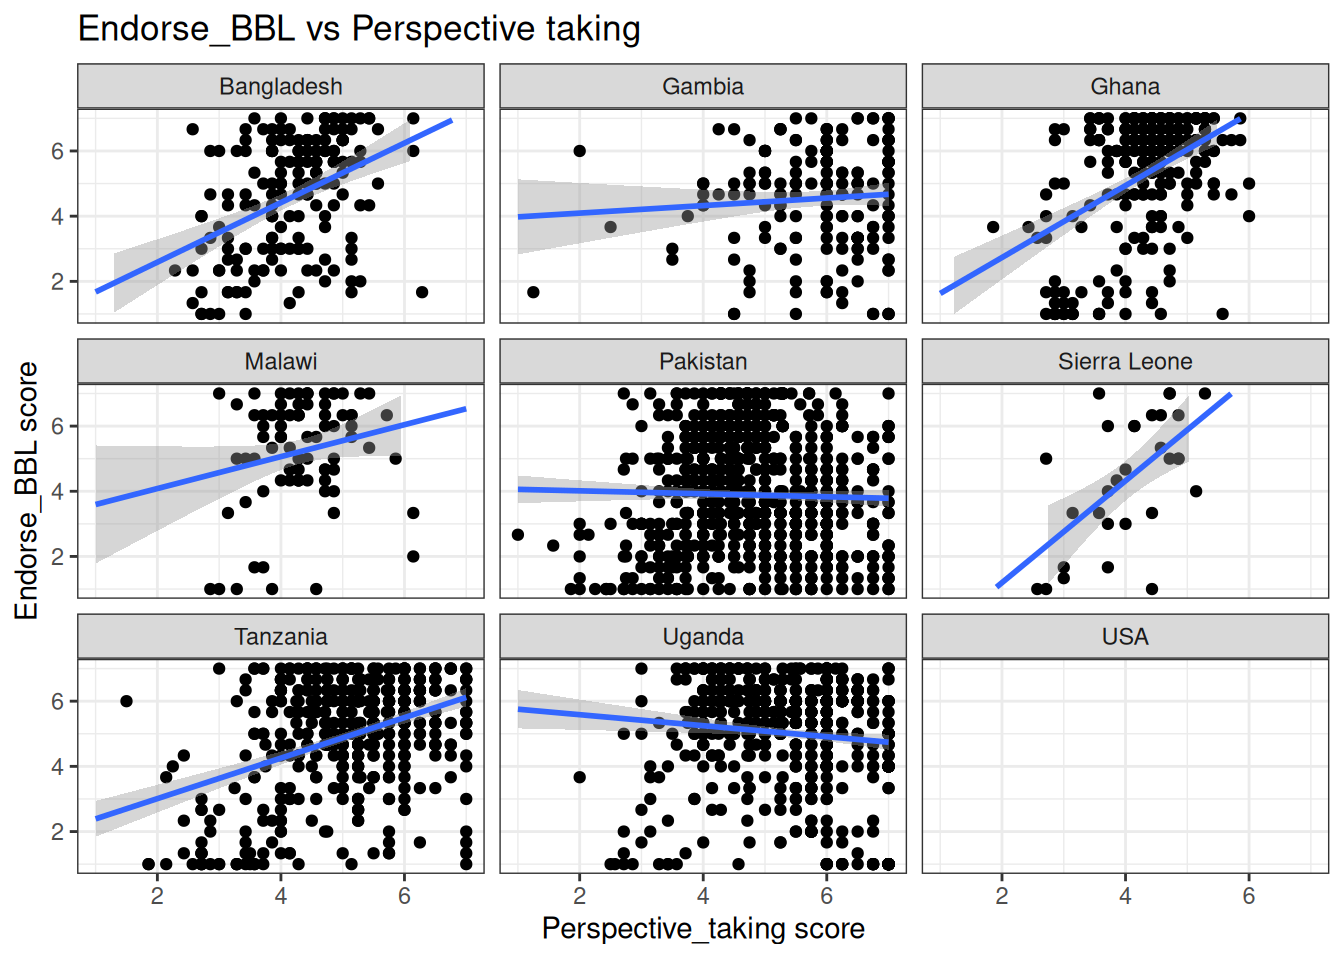 Endorse_BBL vs Perspective taking
Bangladesh
Gambia
Ghana
6
4
2
Malawi
Pakistan
Sierra Leone
6
4
2
Endorse_BBL score
Tanzania
Uganda
USA
6
4
2
2 4 6 2 4 6 2 4 6
Perspective_taking score